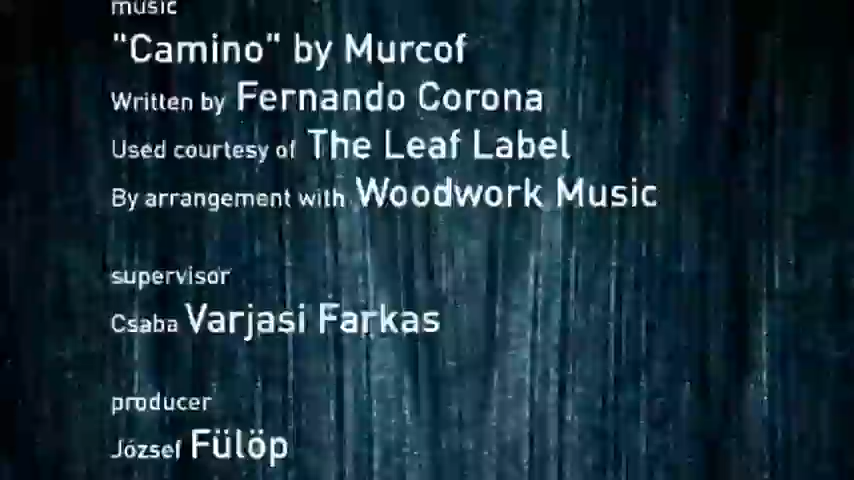 music
"Camino" by Murcof
Written by Fernando Corona
Used courtesy of The Leaf Label
By arrangement with Woodwork Music
supervisor
Csaba Varjasi Farkas
producer
József Fülöp